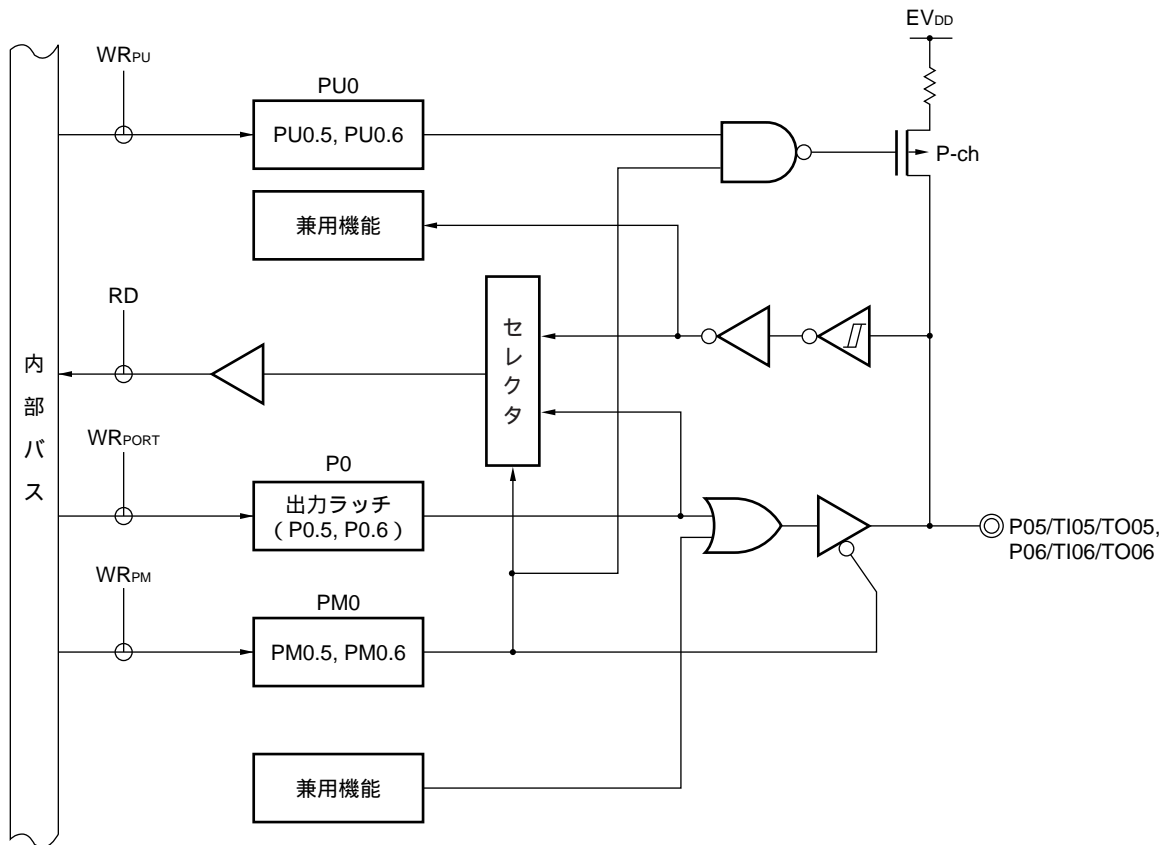 EVDD
WRPU
PU0
PU0.5, PU0.6
P-ch
兼用機能
RD
セレクタ
内部バス
WRPORT
P0
出力ラッチ
(P0.5, P0.6)
P05/TI05/TO05,
P06/TI06/TO06
WRPM
PM0
PM0.5, PM0.6
兼用機能